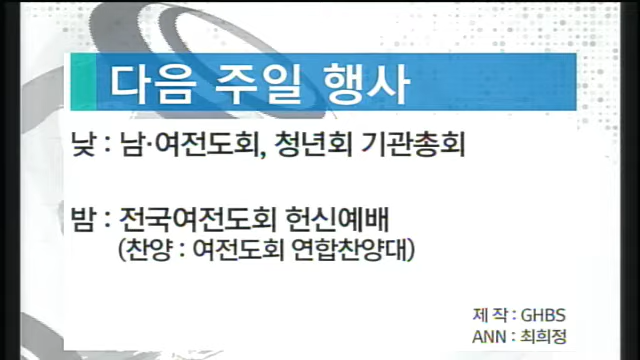 다음 주일 행사
낮 : 남·여전도회, 청년회 기관총회
밤 : 전국여전도회 헌신예배
(찬양 : 여전도회 연합찬양대)
제 작 : GHBS
ANN : 최희정